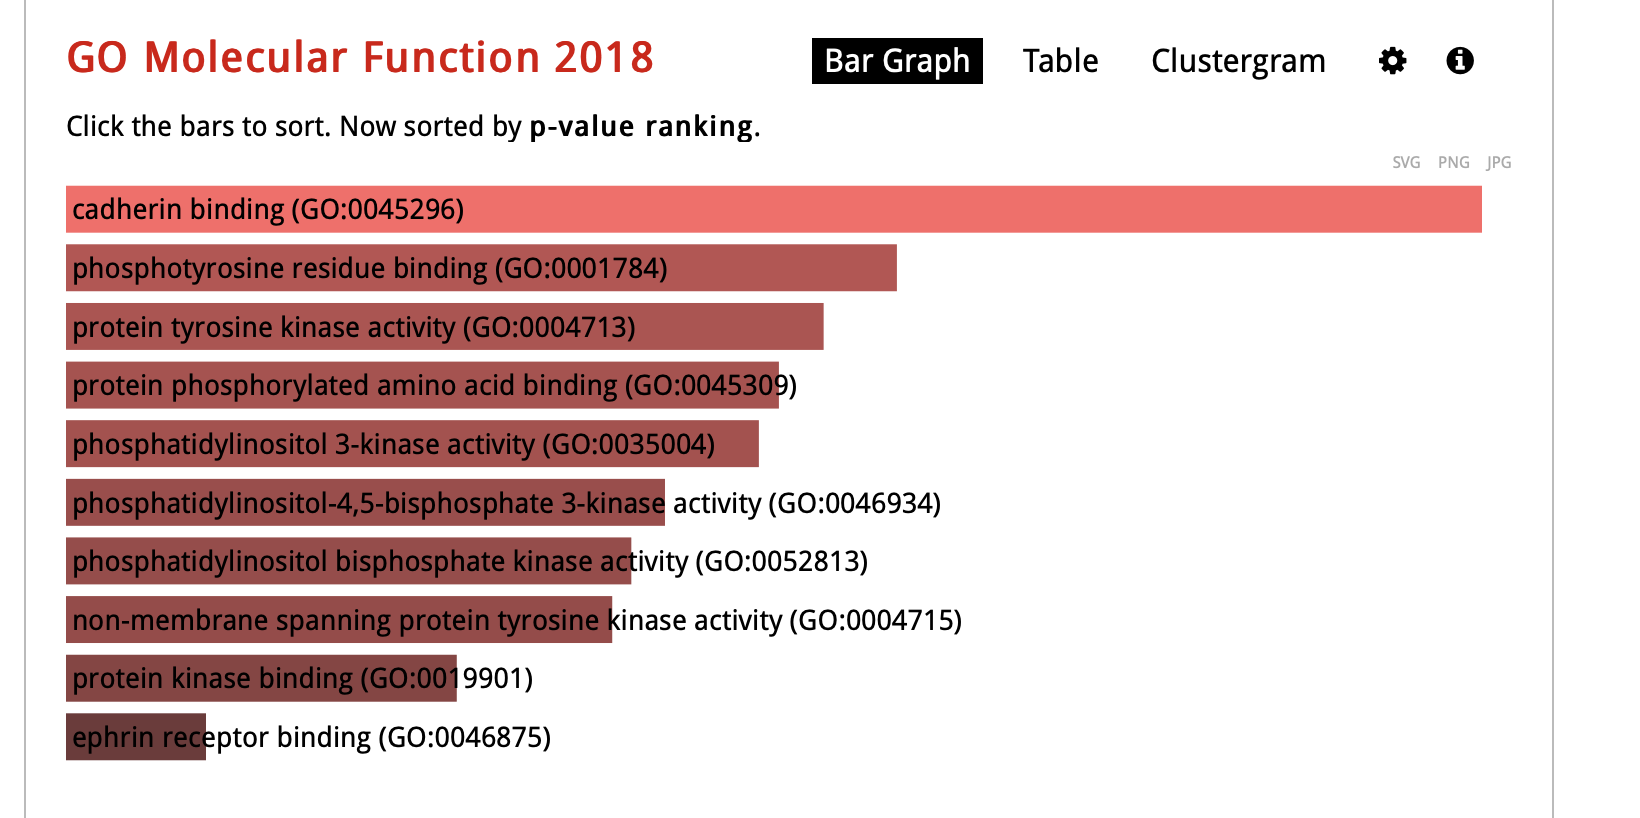 GO Molecular Function 2018
Bar Graph Table Clustergram
Click the bars to sort. Now sorted by p-value ranking.
SVG PNG JPG
cadherin binding (GO:0045296)
phosphotyrosine residue binding (GO:0001784)
protein tyrosine kinase activity (GO:0004713)
protein phosphorylated amino acid binding (GO:0045309)
phosphatidylinositol 3-kinase activity (GO:0035004)
phosphatidylinositol-4,5-bisphosphate 3-kinase activity (GO:0046934)
phosphatidylinositol bisphosphate kinase activity (GO:0052813)
non-membrane spanning protein tyrosine kinase activity (GO:0004715)
protein kinase binding (GO:0019901)
ephrin receptor binding (GO:0046875)